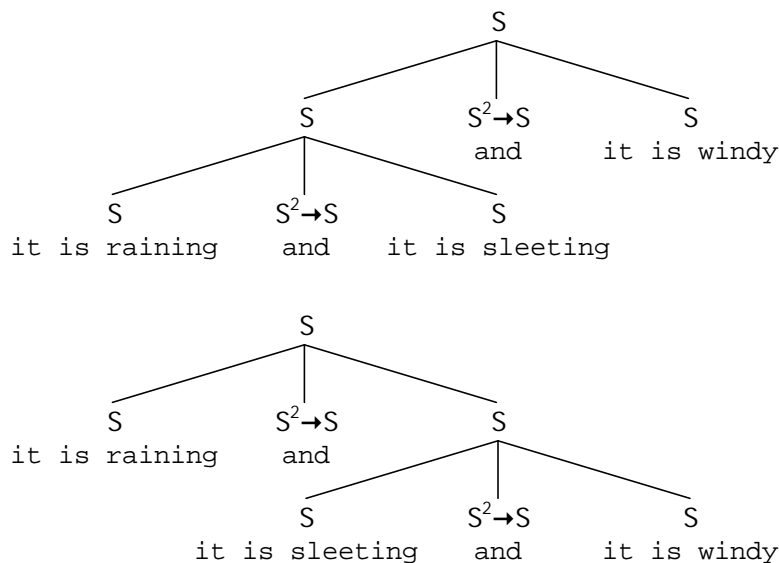 S
S S²→S S
and it is windy
S S²→S S
it is raining and it is sleeting
S
S S²→S S
it is raining and
S S²→S S
it is sleeting and it is windy